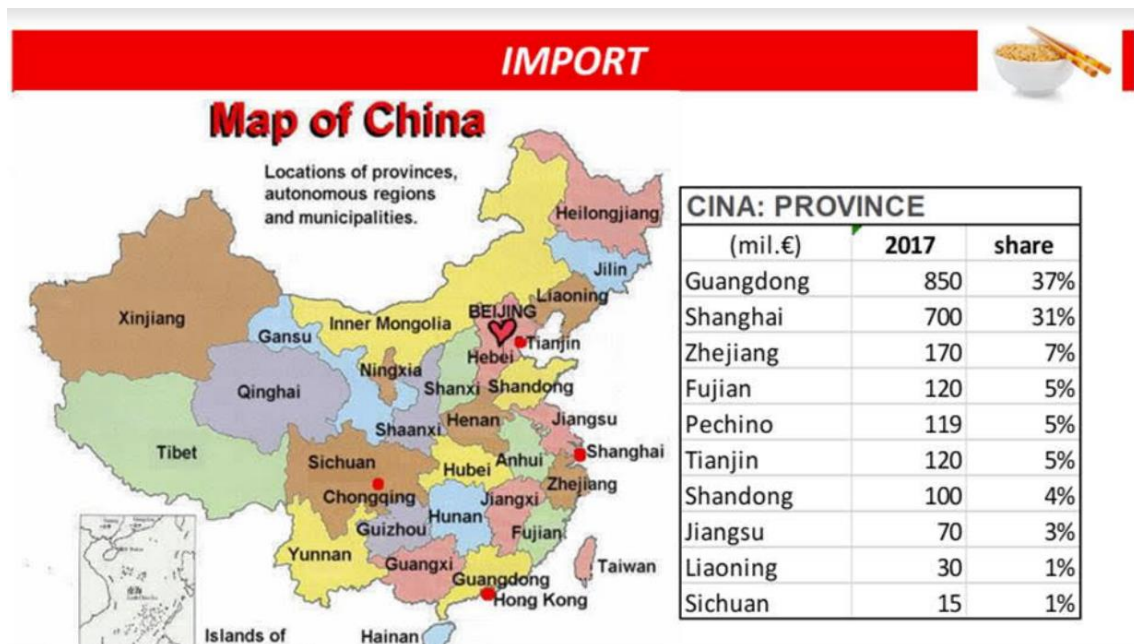 IMPORT
Map of China
Locations of provinces,
autonomous regions
and municipalities.
Heilongjiang
Jilin
Liaoning
Xinjiang
Inner Mongolia
BEIJING
Gansu
Tianjin
Hebei
Ningxia
Qinghai
Shanxi
Shandong
Henan
Jiangsu
Shaanxi
Tibet
Shanghai
Sichuan
Hubei
Anhui
Zhejiang
Chongqing
Jiangxi
Hunan
Guizhou
Fujian
Yunnan
Guangxi
Taiwan
Guangdong
Hong Kong
Islands of
Hainan
CINA: PROVINCE
(mil.€) 2017 share
Guangdong 850 37%
Shanghai 700 31%
Zhejiang 170 7%
Fujian 120 5%
Pechino 119 5%
Tianjin 120 5%
Shandong 100 4%
Jiangsu 70 3%
Liaoning 30 1%
Sichuan 15 1%